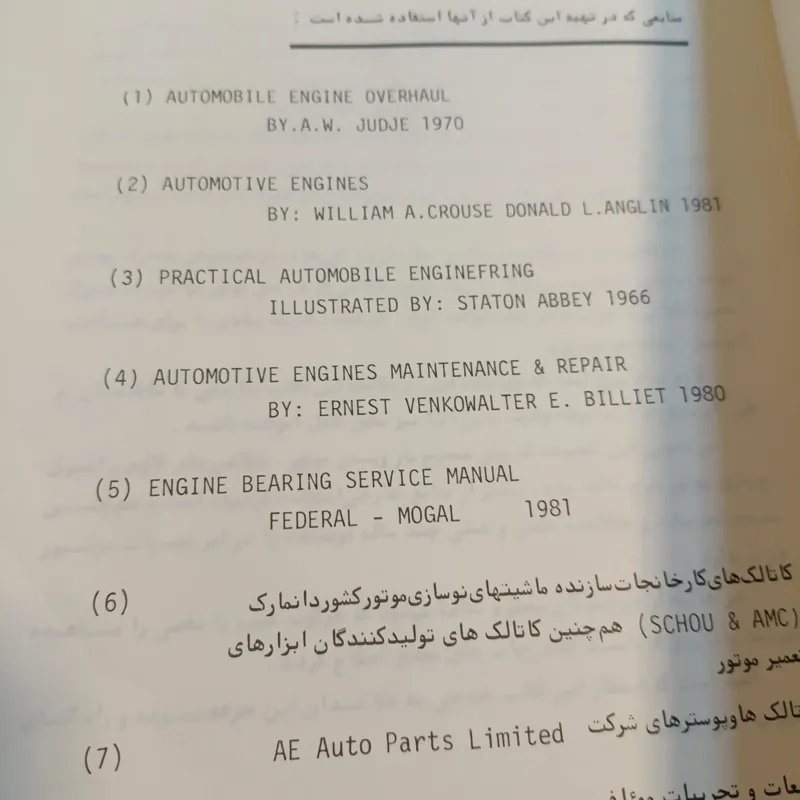 منابعی که در تهیه این کتاب از آنها استفاده شده است :
(1) AUTOMOBILE ENGINE OVERHAUL
BY.A.W. JUDJE 1970
(2) AUTOMOTIVE ENGINES
BY: WILLIAM A.CROUSE DONALD L.ANGLIN 1981
(3) PRACTICAL AUTOMOBILE ENGINEFRING
ILLUSTRATED BY: STATON ABBEY 1966
(4) AUTOMOTIVE ENGINES MAINTENANCE & REPAIR
BY: ERNEST VENKOWALTER E. BILLIET 1980
(5) ENGINE BEARING SERVICE MANUAL
FEDERAL - MOGAL 1981
(6) کاتالک‌های کارخانجات سازنده ماشینهای نوسازی موتور کشور دانمارک
(SCHOU & AMC) هم‌چنین کاتالک های تولیدکنندگان ابزارهای
تعمیر موتور
(7) تالک هاوپوسترهای شرکت AE Auto Parts Limited
و تجربیات